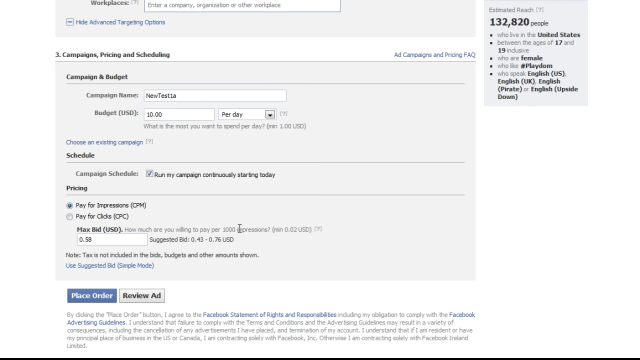 Workplaces: [?] Enter a company, organization or other workplace
Hide Advanced Targeting Options
3. Campaigns, Pricing and Scheduling
Ad Campaigns and Pricing FAQ
Campaign & Budget
Campaign Name: NewTest1a
Budget (USD): 10.00 Per day [?]
What is the most you want to spend per day? (min 1.00 USD)
Choose an existing campaign [?]
Schedule
Campaign Schedule: Run my campaign continuously starting today
Pricing
Pay for Impressions (CPM)
Pay for Clicks (CPC)
Max Bid (USD). How much are you willing to pay per 1000 impressions? (min 0.02 USD) [?]
0.58 Suggested Bid: 0.43 - 0.76 USD
Note: Tax is not included in the bids, budgets and other amounts shown.
Use Suggested Bid (Simple Mode)
Place Order Review Ad
By clicking the "Place Order" button, I agree to the Facebook Statement of Rights and Responsibilities including my obligation to comply with the Facebook
Advertising Guidelines. I understand that failure to comply with the Terms and Conditions and the Advertising Guidelines may result in a variety of
consequences, including the cancellation of any advertisements I have placed, and termination of my account. I understand that if I am resident or have
my principal place of business in the US or Canada, I am contracting solely with Facebook, Inc. Otherwise I am contracting solely with Facebook Ireland
Limited.
Estimated Reach [?]
132,820 people
who live in the United States
between the ages of 17 and
19 inclusive
who are female
who like #Playdom
who speak English (US),
English (UK), English
(Pirate) or English (Upside
Down)